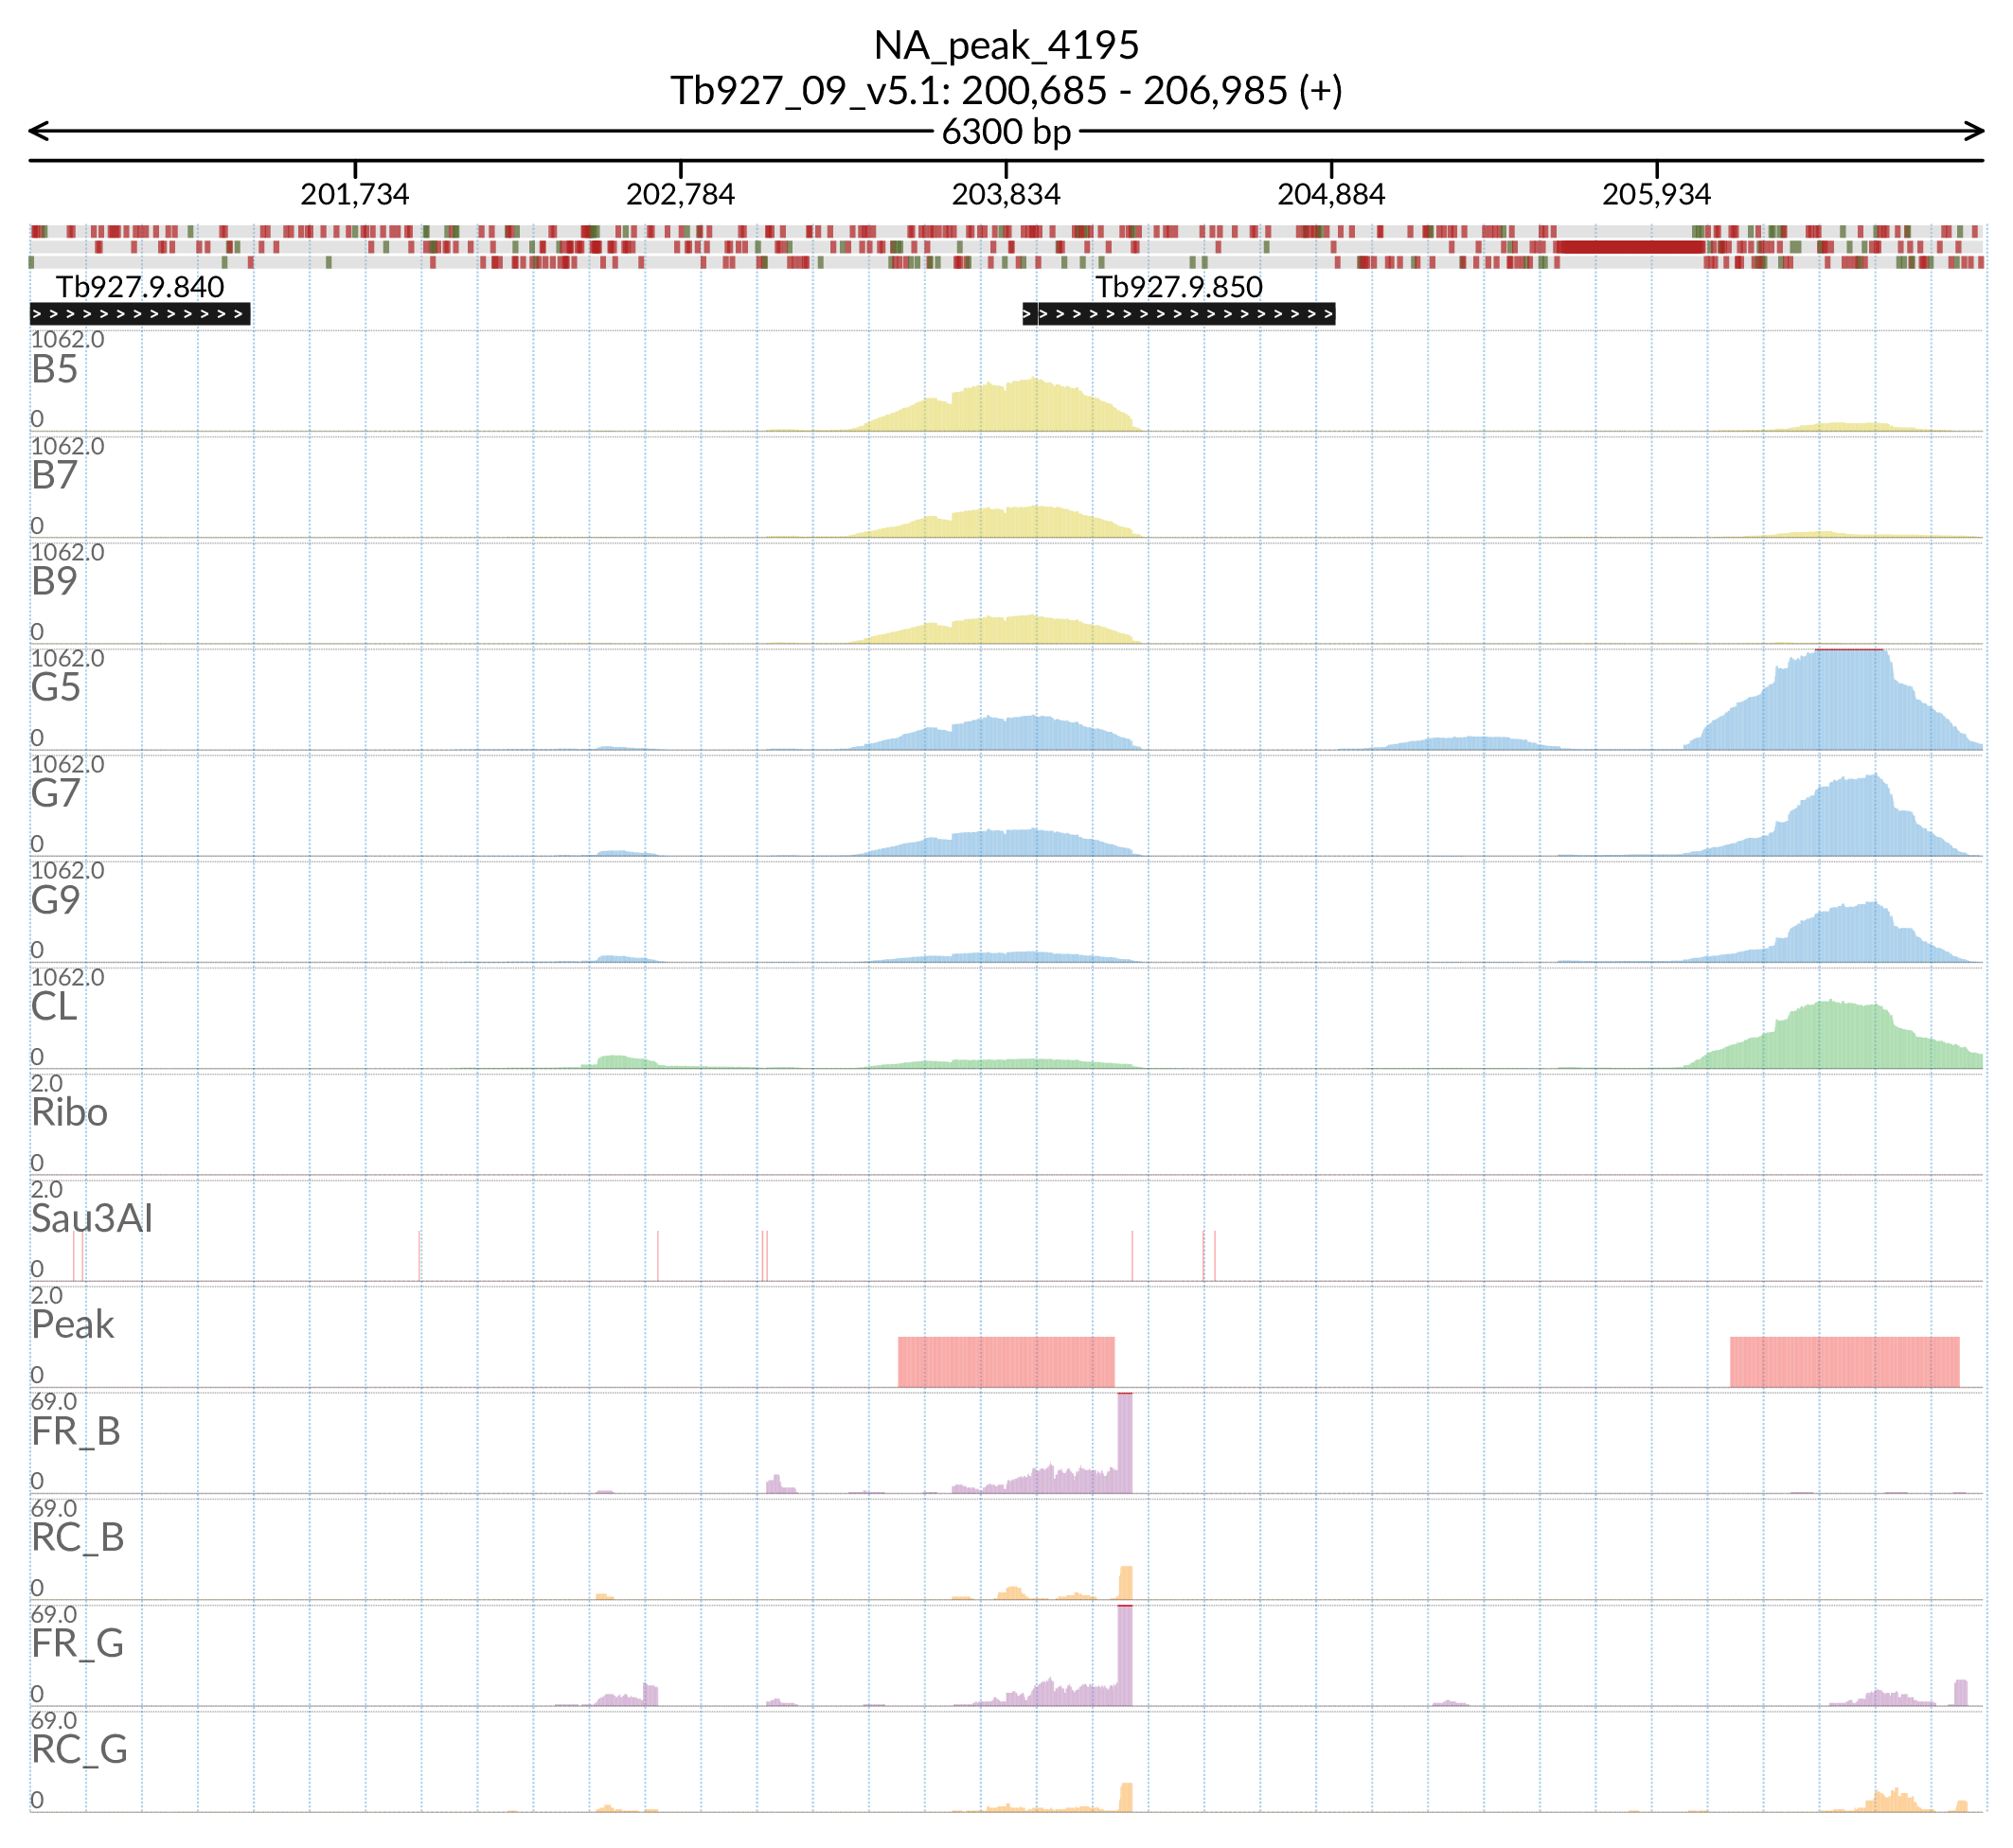 NA_peak_4195
Tb927_09_v5.1: 200,685 - 206,985 (+)
6300 bp
201,734 202,784 203,834 204,884 205,934
Tb927.9.840 Tb927.9.850
1062.0
B5
0
1062.0
B7
0
1062.0
B9
0
1062.0
G5
0
1062.0
G7
0
1062.0
G9
0
1062.0
CL
0
2.0
Ribo
0
2.0
Sau3AI
0
2.0
Peak
0
69.0
FR_B
0
69.0
RC_B
0
69.0
FR_G
0
69.0
RC_G
0